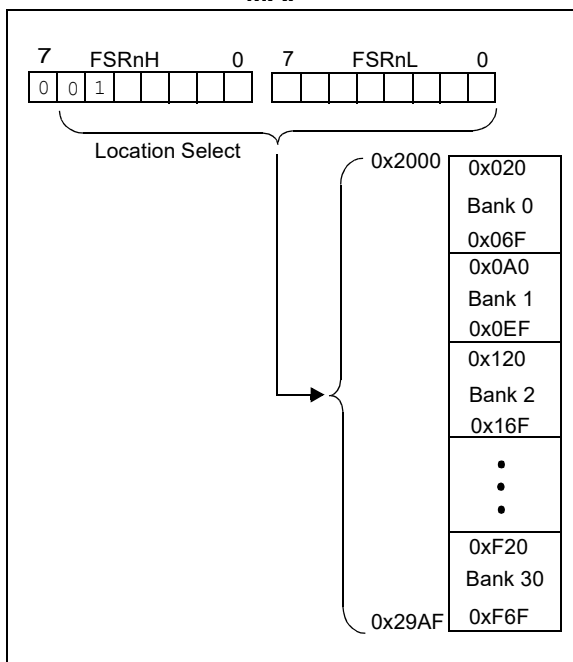 7 FSRnH 0 7 FSRnL 0
0 0 1
Location Select
0x2000
0x020
Bank 0
0x06F
0x0A0
Bank 1
0x0EF
0x120
Bank 2
0x16F
0xF20
Bank 30
0x29AF 0xF6F